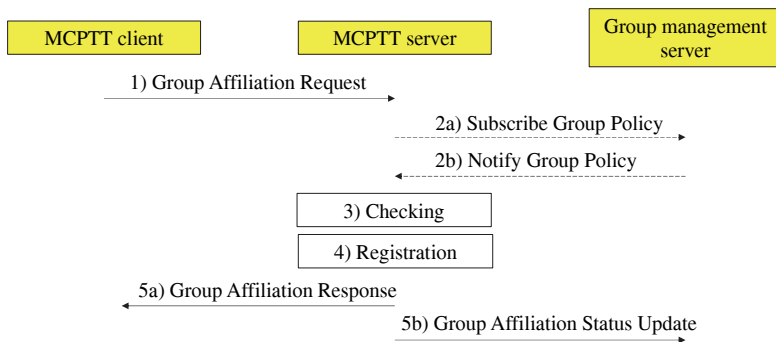 MCPTT client
MCPTT server
Group management
server
1) Group Affiliation Request
2a) Subscribe Group Policy
2b) Notify Group Policy
3) Checking
4) Registration
5a) Group Affiliation Response
5b) Group Affiliation Status Update